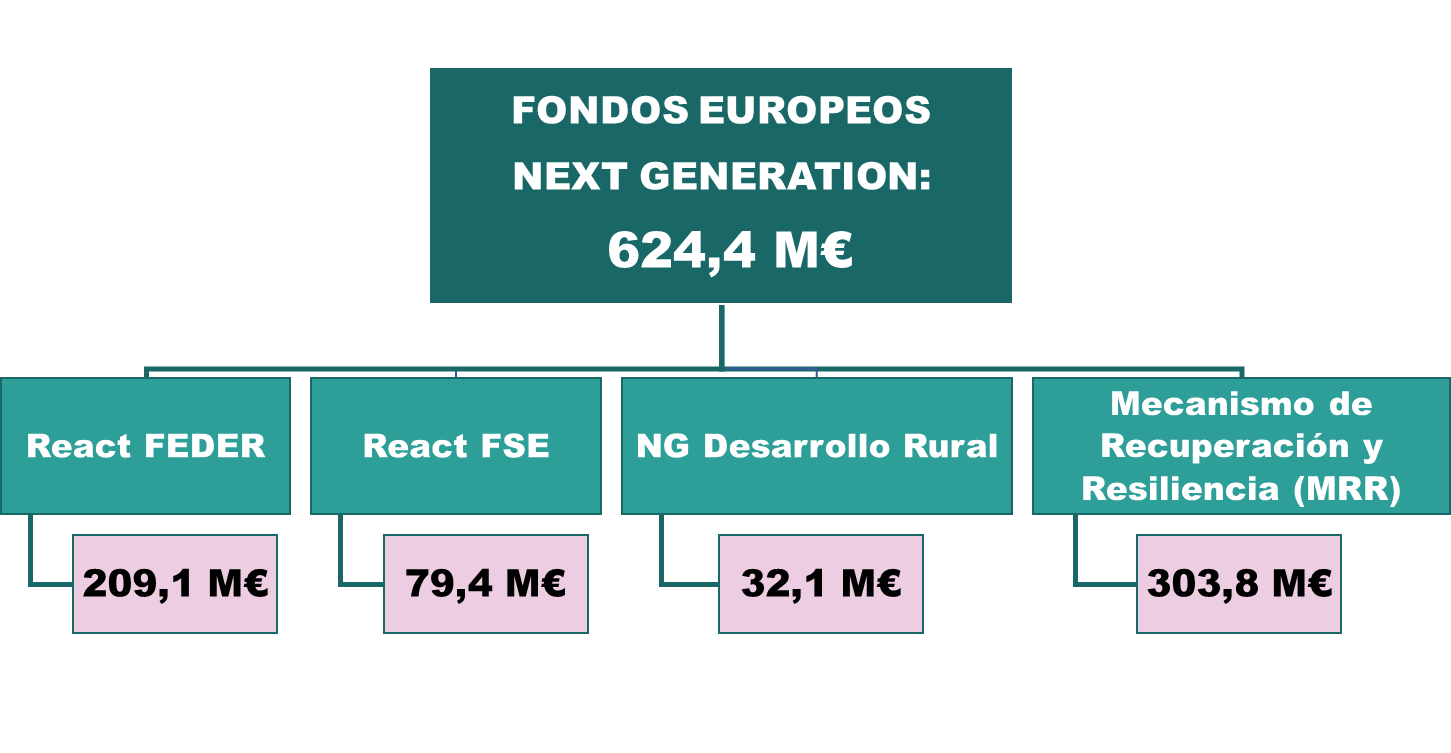 FONDOS EUROPEOS
NEXT GENERATION:
624,4 M€
React FEDER
React FSE
NG Desarrollo Rural
Mecanismo de
Recuperación y
Resiliencia (MRR)
209,1 M€
79,4 M€
32,1 M€
303,8 M€